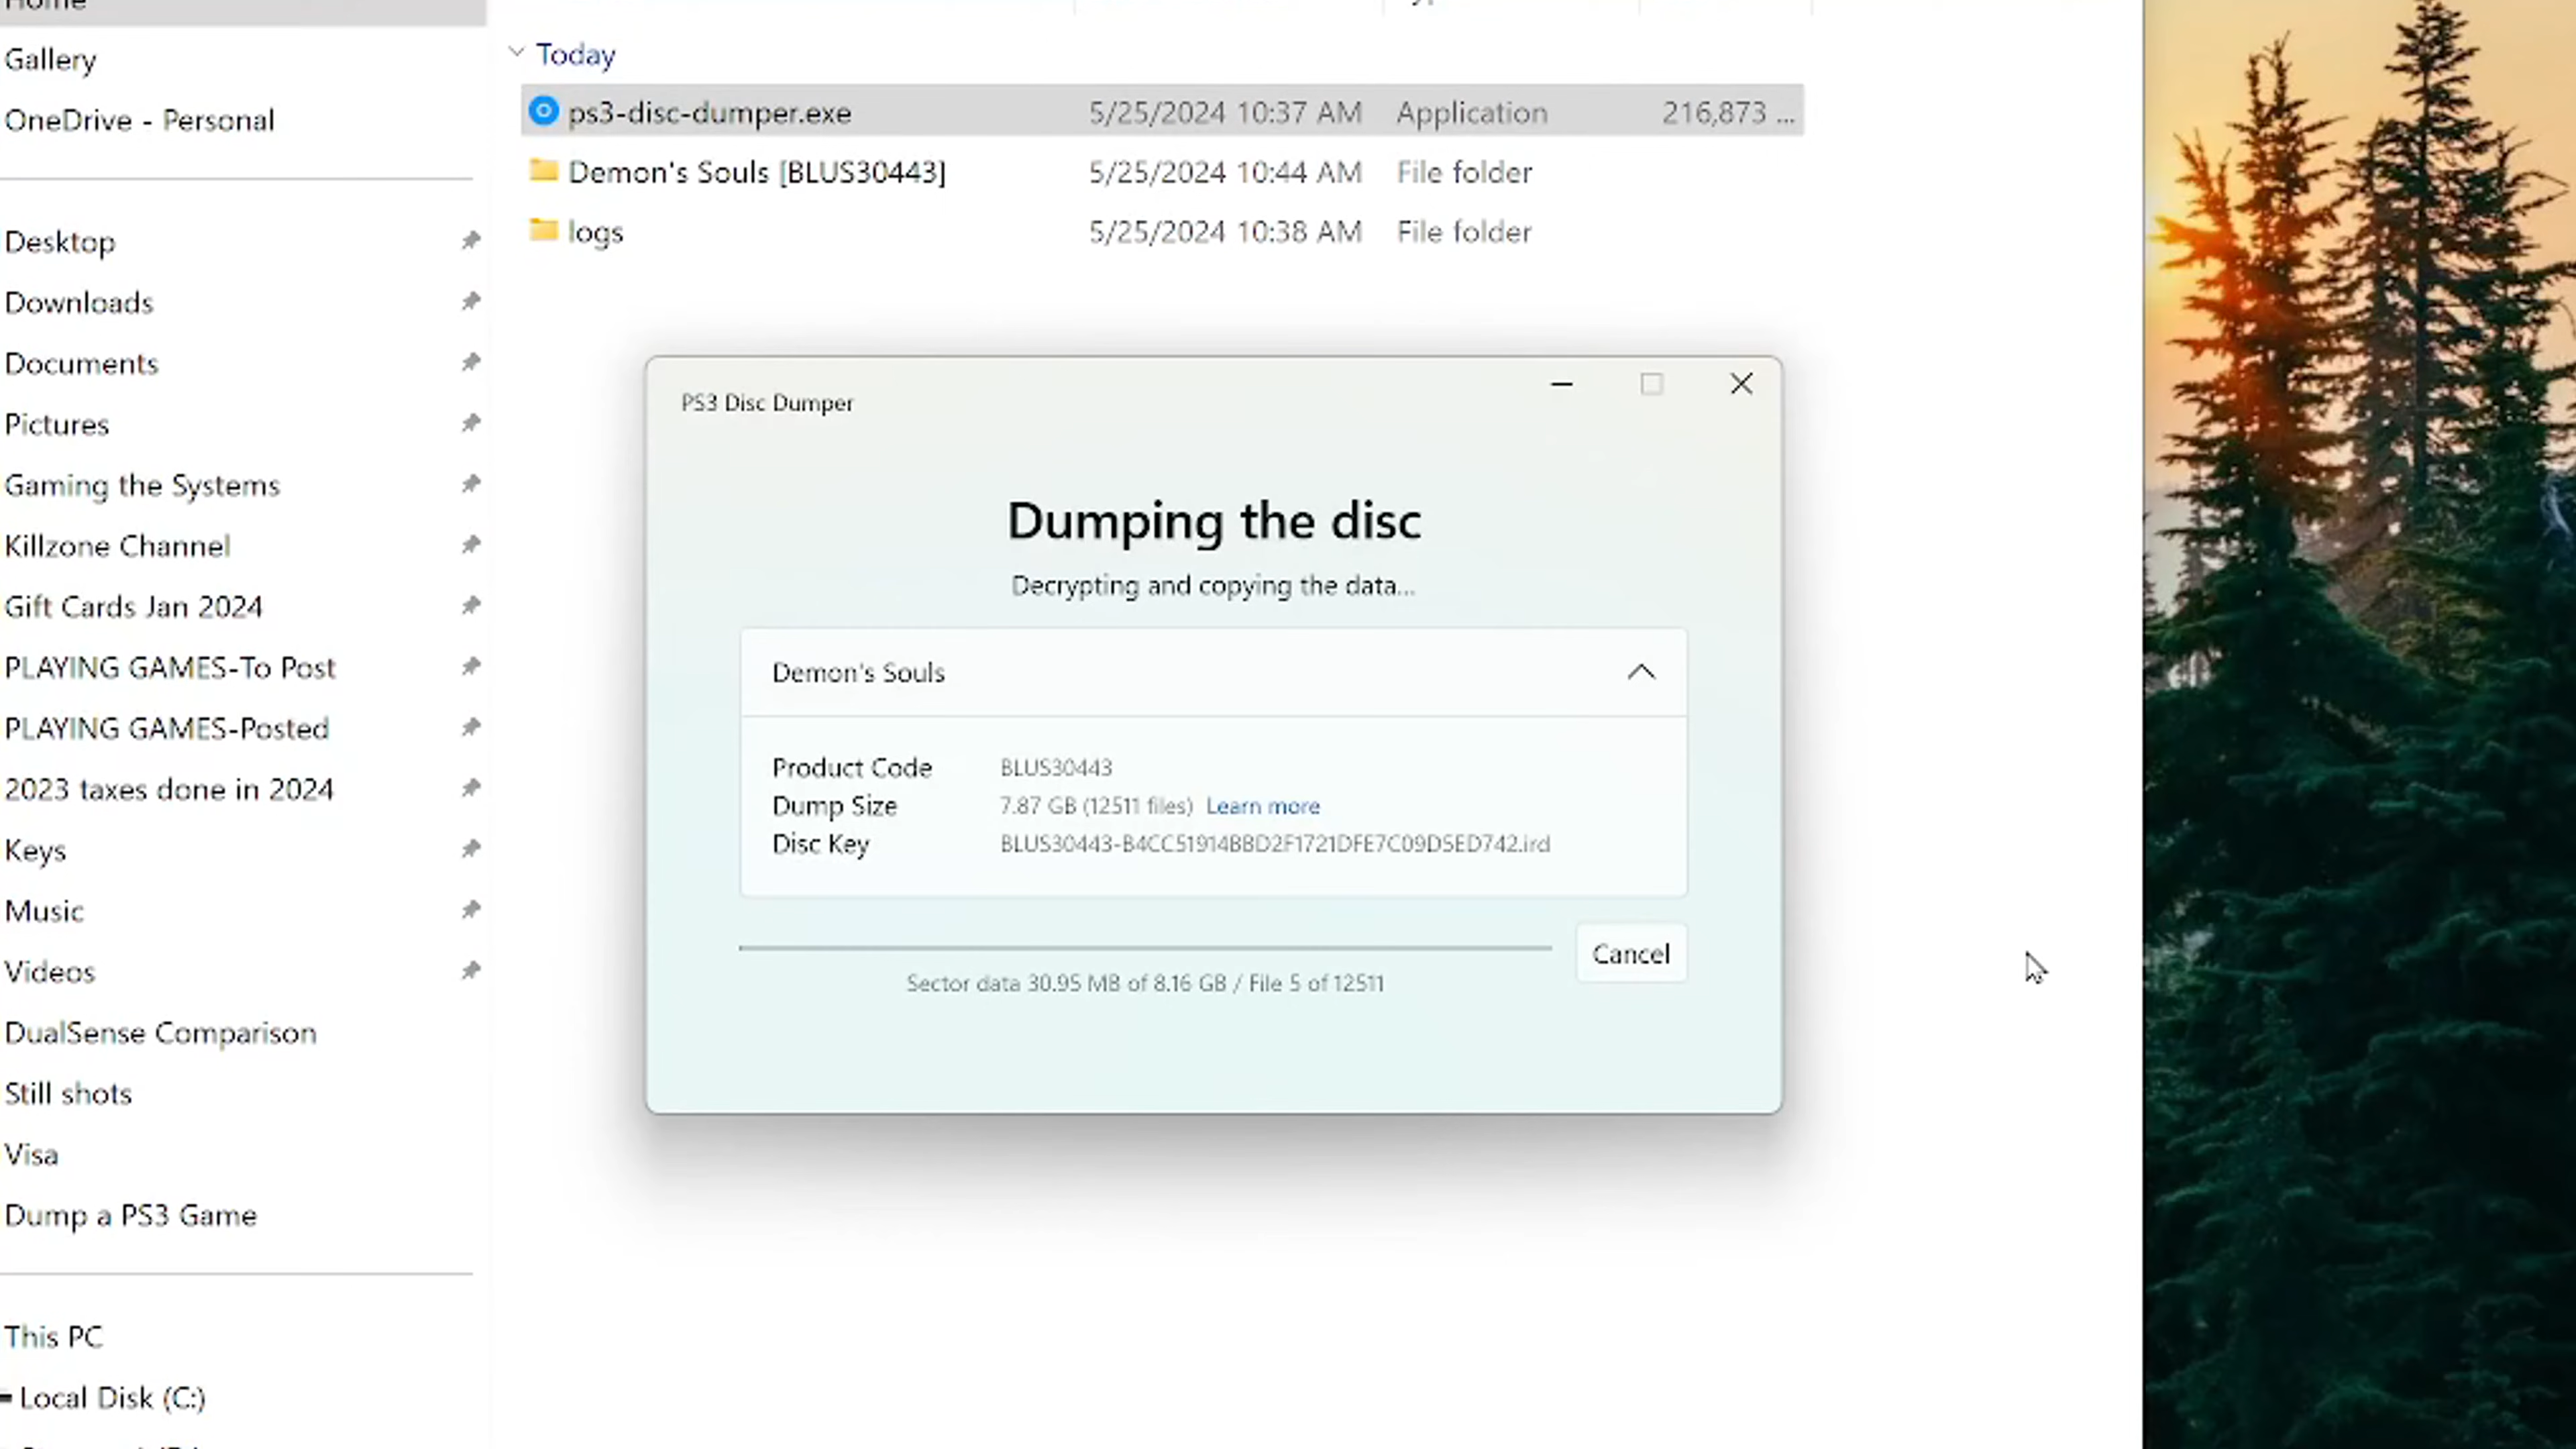 Home
Gallery
OneDrive - Personal
Desktop
Downloads
Documents
Pictures
Gaming the Systems
Killzone Channel
Gift Cards Jan 2024
PLAYING GAMES-To Post
PLAYING GAMES-Posted
2023 taxes done in 2024
Keys
Music
Videos
DualSense Comparison
Still shots
Visa
Dump a PS3 Game
This PC
Local Disk (C:)
Today
ps3-disc-dumper.exe 5/25/2024 10:37 AM Application 216,873 ...
Demon's Souls [BLUS30443] 5/25/2024 10:44 AM File folder
logs 5/25/2024 10:38 AM File folder
PS3 Disc Dumper
Dumping the disc
Decrypting and copying the data...
Demon's Souls
Product Code BLUS30443
Dump Size 7.87 GB (12511 files) Learn more
Disc Key BLUS30443-B4CC51914BBD2F1721DFE7C09D5ED742.ird
Cancel
Sector data 30.95 MB of 8.16 GB / File 5 of 12511